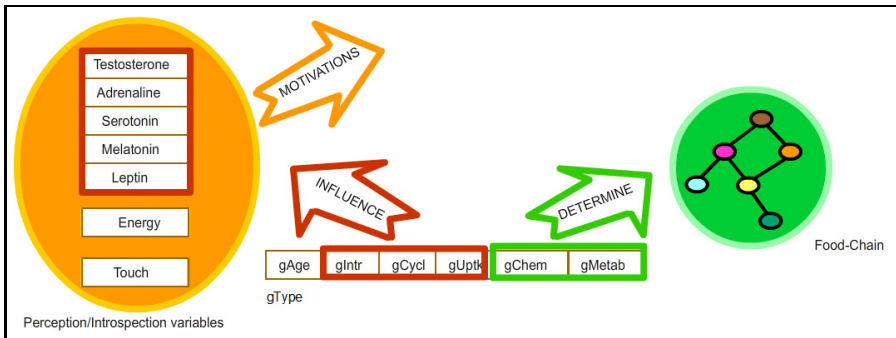 Testosterone
Adrenaline
Serotonin
Melatonin
Leptin
Energy
Touch
Perception/Introspection variables
MOTIVATIONS
INFLUENCE
DETERMINE
gAge gIntr gCycl gUptk gChem gMetab
gType
Food-Chain